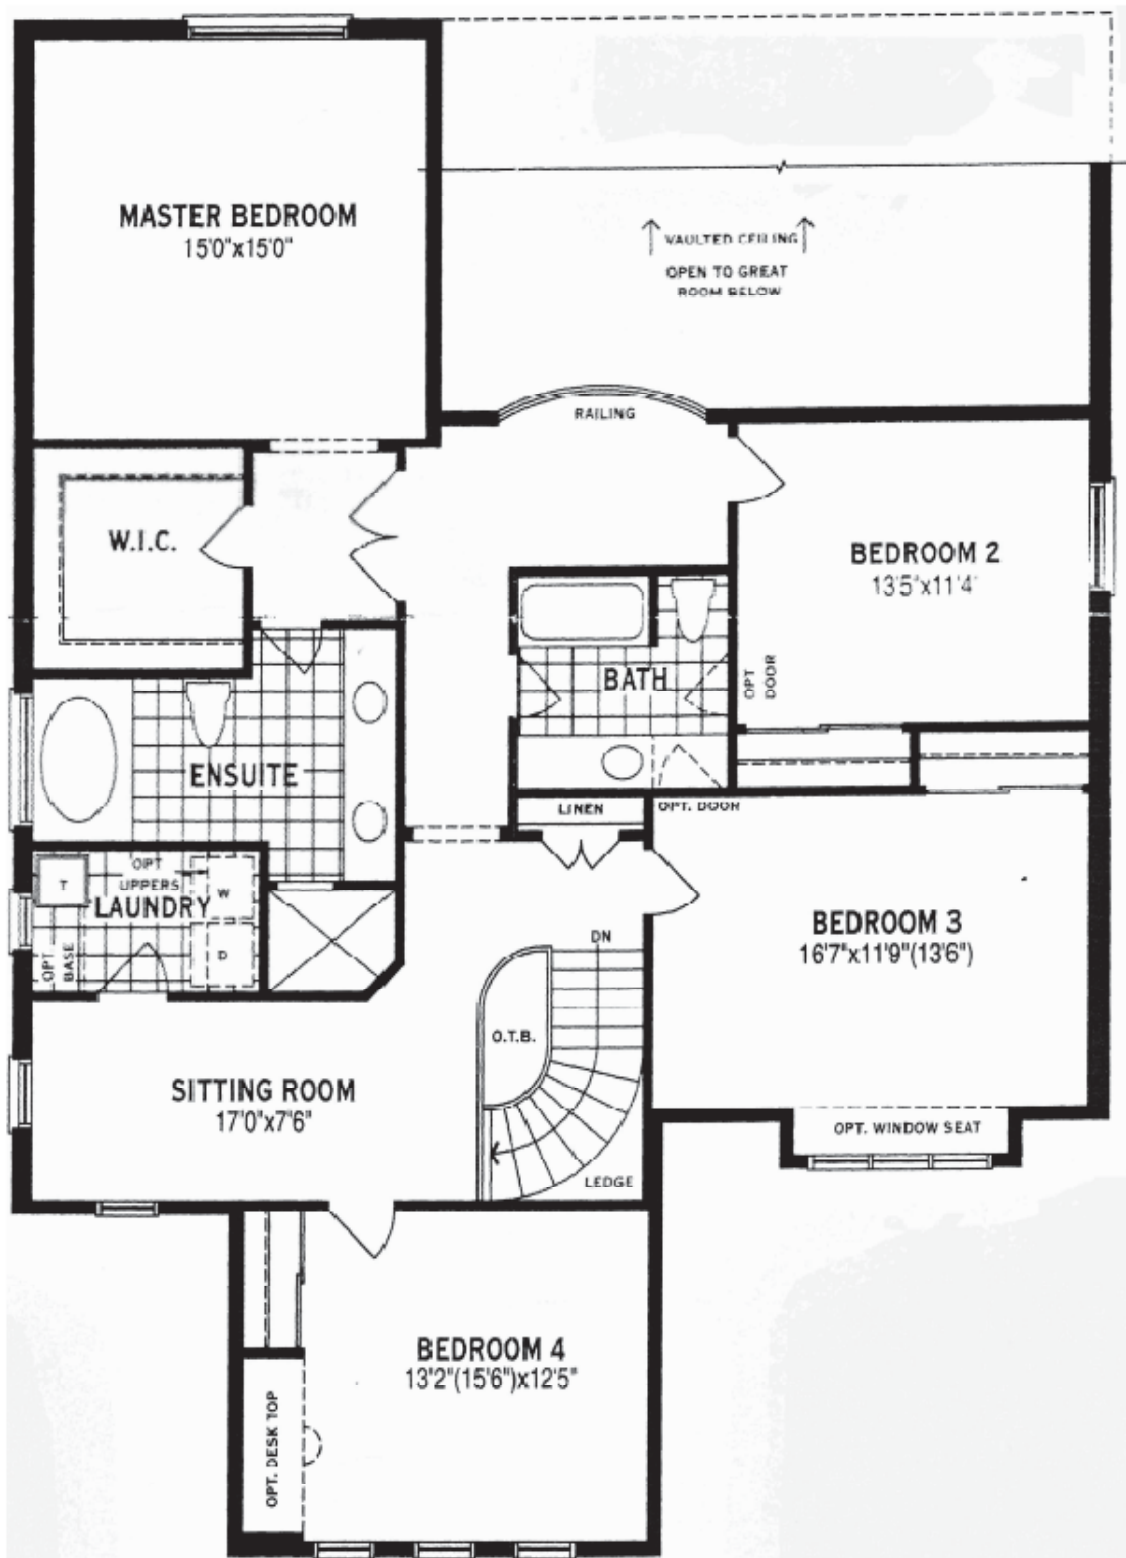 MASTER BEDROOM
15'0"x15'0"
VAULTED CEILING
OPEN TO GREAT
ROOM BELOW
RAILING
W.I.C.
BEDROOM 2
13'5"x11'4"
BATH
OPT
DOOR
ENSUITE
LINEN
OPT. DOOR
OPT
UPPERS
T
W
LAUNDRY
OPT
BASE
D
BEDROOM 3
16'7"x11'9"(13'6")
DN
O.T.B.
SITTING ROOM
17'0"x7'6"
OPT. WINDOW SEAT
LEDGE
BEDROOM 4
13'2"(15'6")x12'5"
OPT. DESK TOP